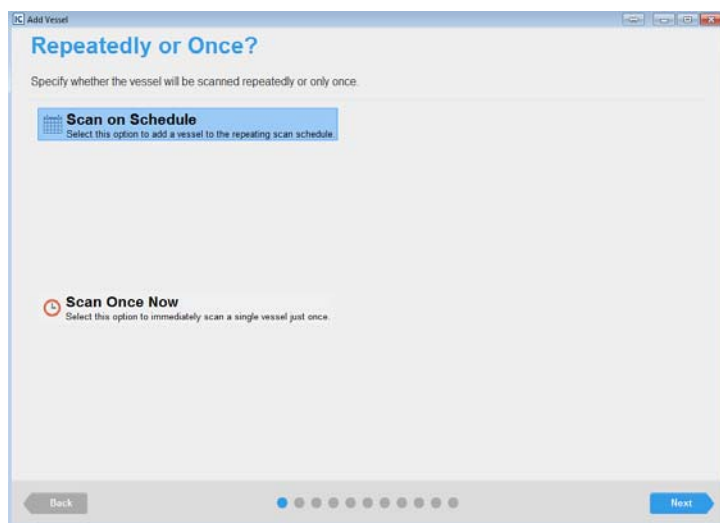 Add Vessel
Repeatedly or Once?
Specify whether the vessel will be scanned repeatedly or only once.
Scan on Schedule
Select this option to add a vessel to the repeating scan schedule.
Scan Once Now
Select this option to immediately scan a single vessel just once.
Back
Next